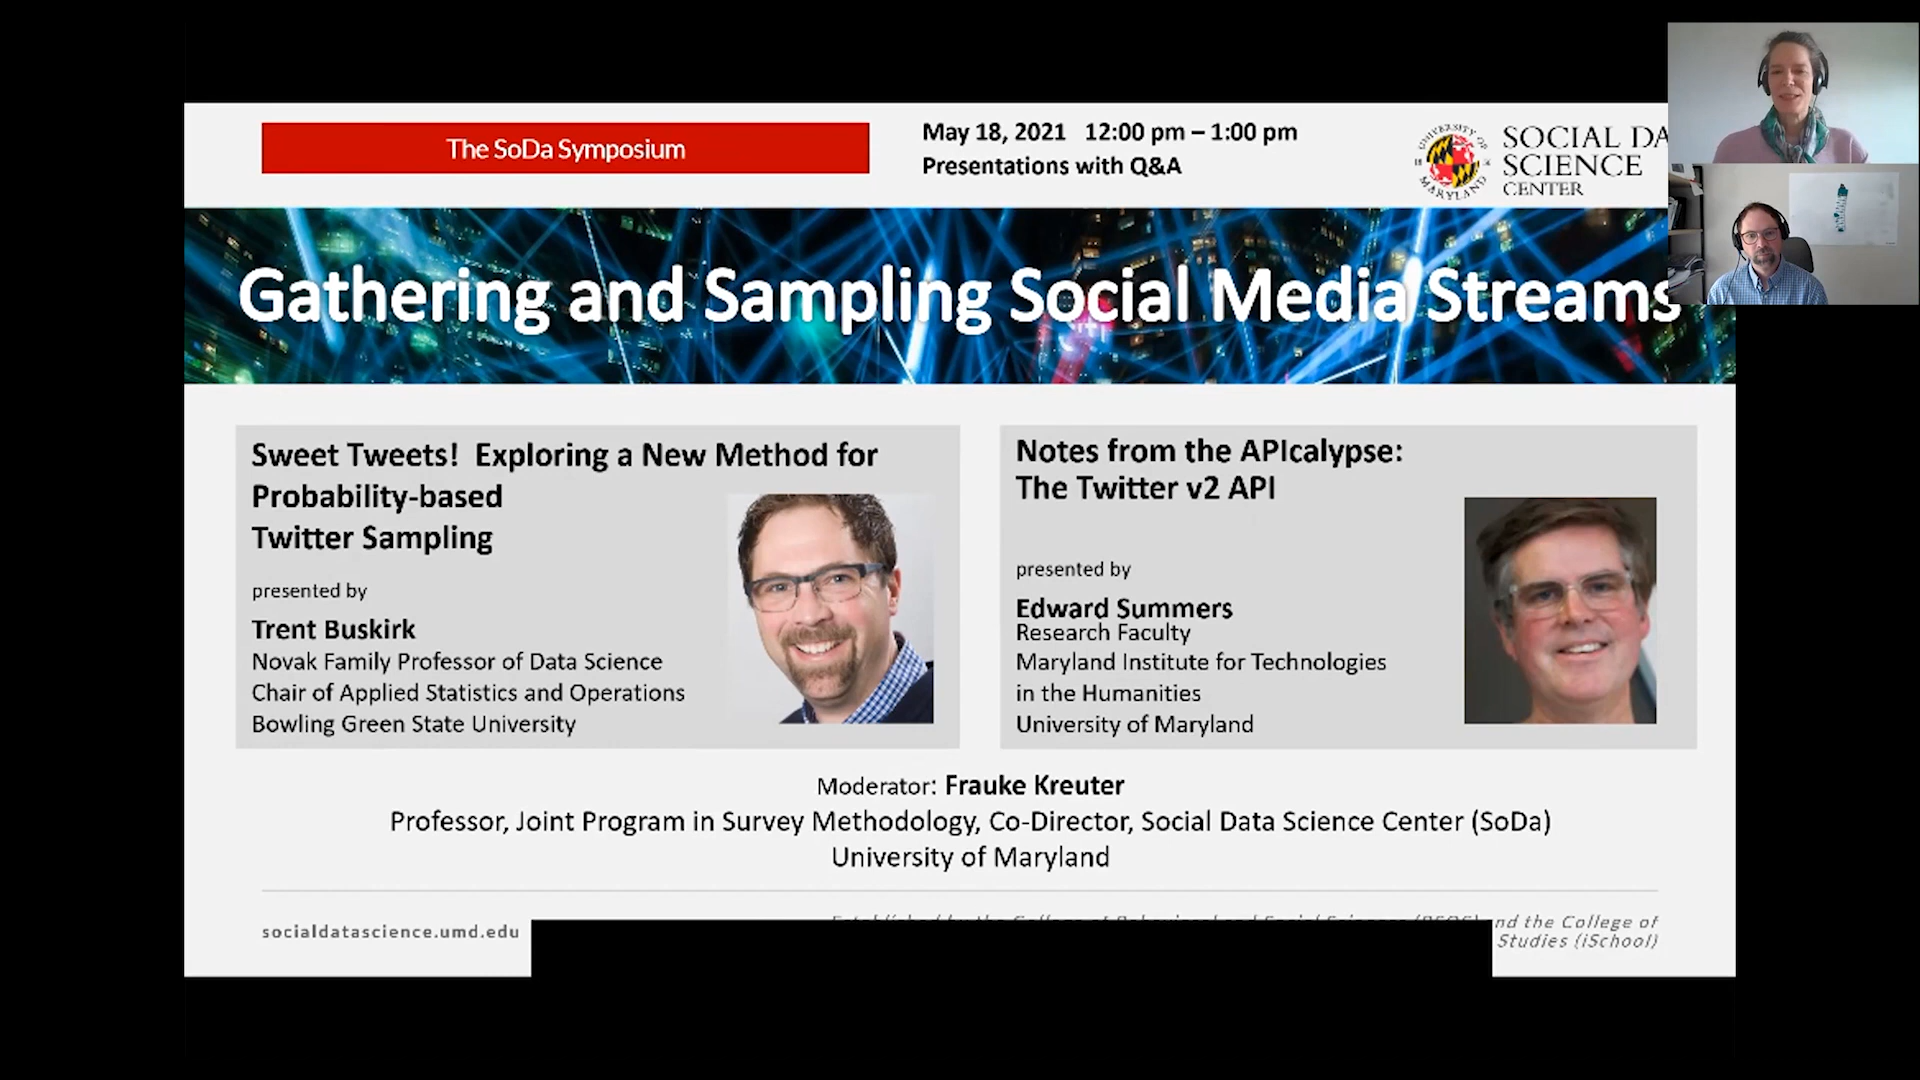 The SoDa Symposium
May 18, 2021 12:00 pm – 1:00 pm
Presentations with Q&A
UNIVERSITY OF
18 56
MARYLAND
SOCIAL DA
SCIENCE
CENTER
Gathering and Sampling Social Media Streams
Sweet Tweets! Exploring a New Method for
Probability-based
Twitter Sampling
presented by
Trent Buskirk
Novak Family Professor of Data Science
Chair of Applied Statistics and Operations
Bowling Green State University
Notes from the APIcalypse:
The Twitter v2 API
presented by
Edward Summers
Research Faculty
Maryland Institute for Technologies
in the Humanities
University of Maryland
Moderator: Frauke Kreuter
Professor, Joint Program in Survey Methodology, Co-Director, Social Data Science Center (SoDa)
University of Maryland
socialdatascience.umd.edu
nd the College of
Studies (iSchool)